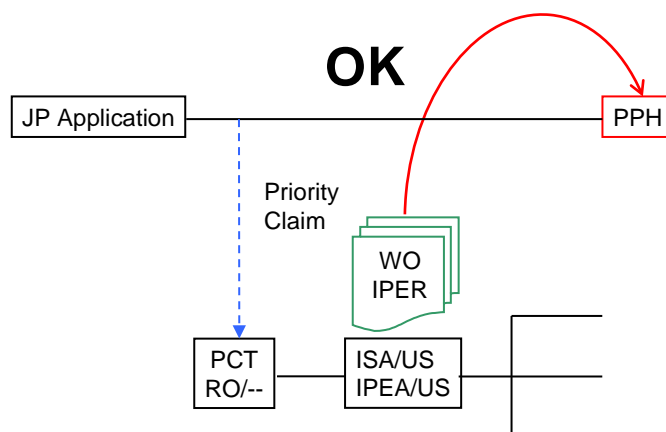 OK
JP Application
PPH
Priority
Claim
WO
IPER
PCT
RO/--
ISA/US
IPEA/US